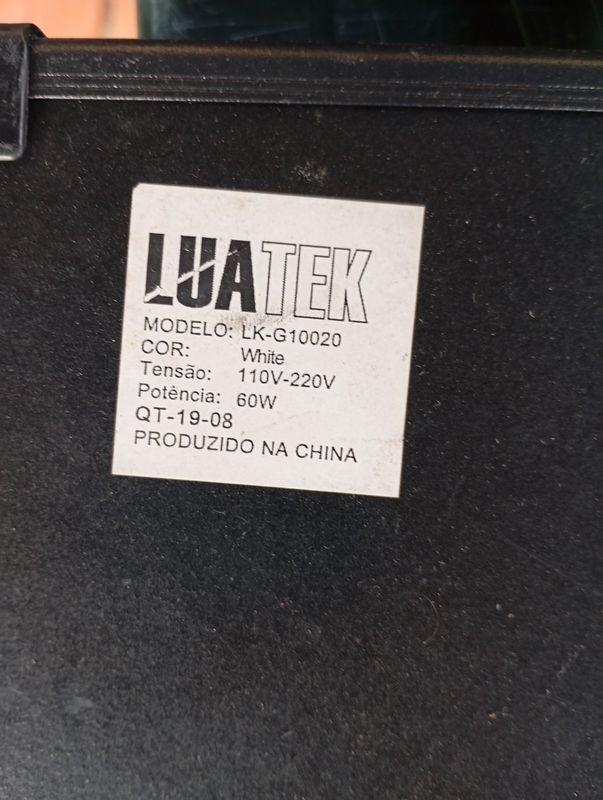 LUATEK
MODELO: LK-G10020
COR: White
Tensão: 110V-220V
Potência: 60W
QT-19-08
PRODUZIDO NA CHINA